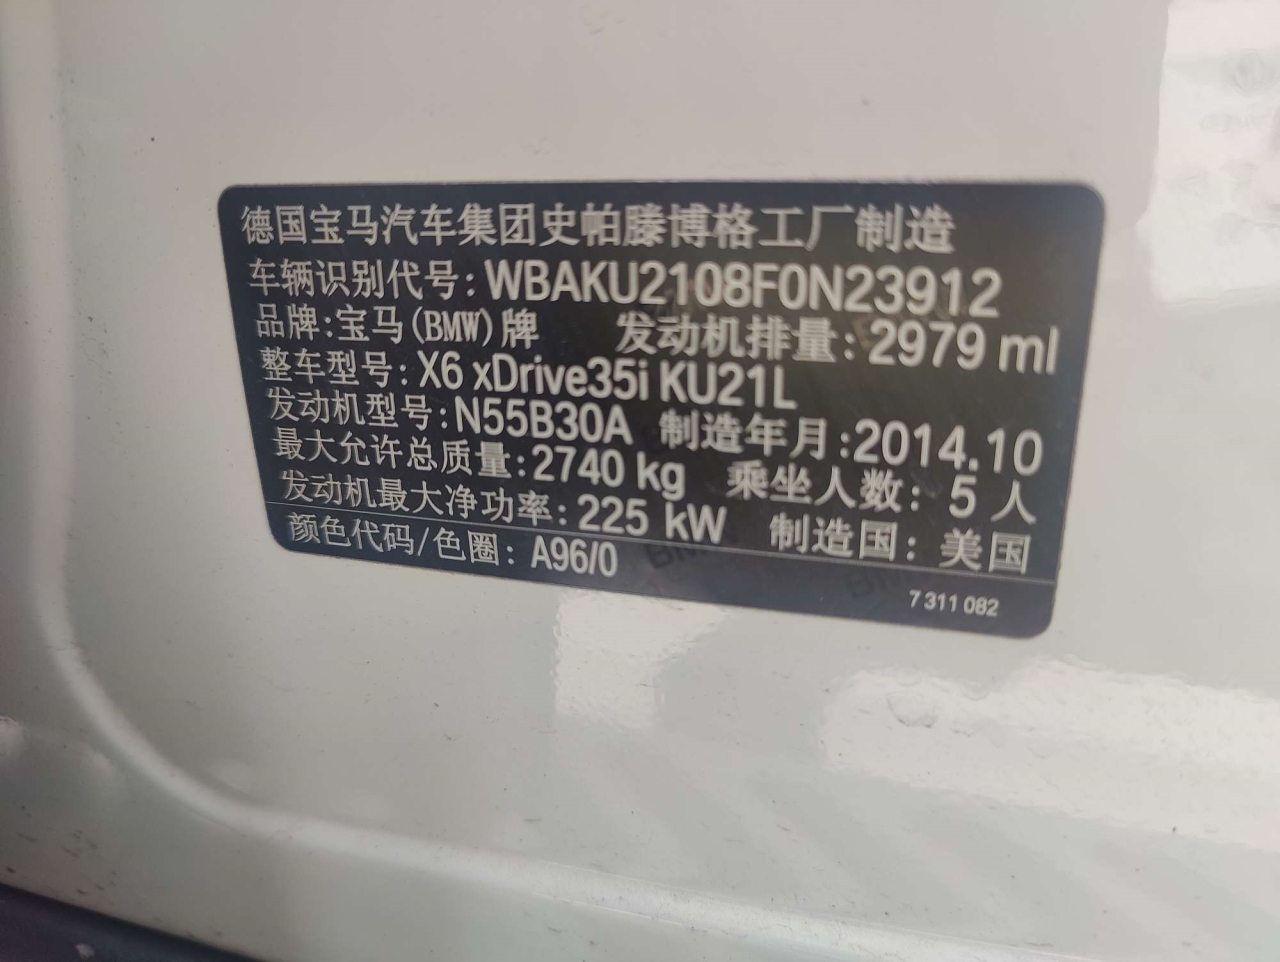 德国宝马汽车集团史帕滕博格工厂制造
车辆识别代号:WBAKU2108F0N23912
品牌:宝马(BMW)牌 发动机排量:2979 ml
整车型号:X6 xDrive35i KU21L
发动机型号:N55B30A 制造年月:2014.10
最大允许总质量:2740 kg 乘坐人数:5人
发动机最大净功率:225 kW 制造国:美国
颜色代码/色圈:A96/0
7 311 082